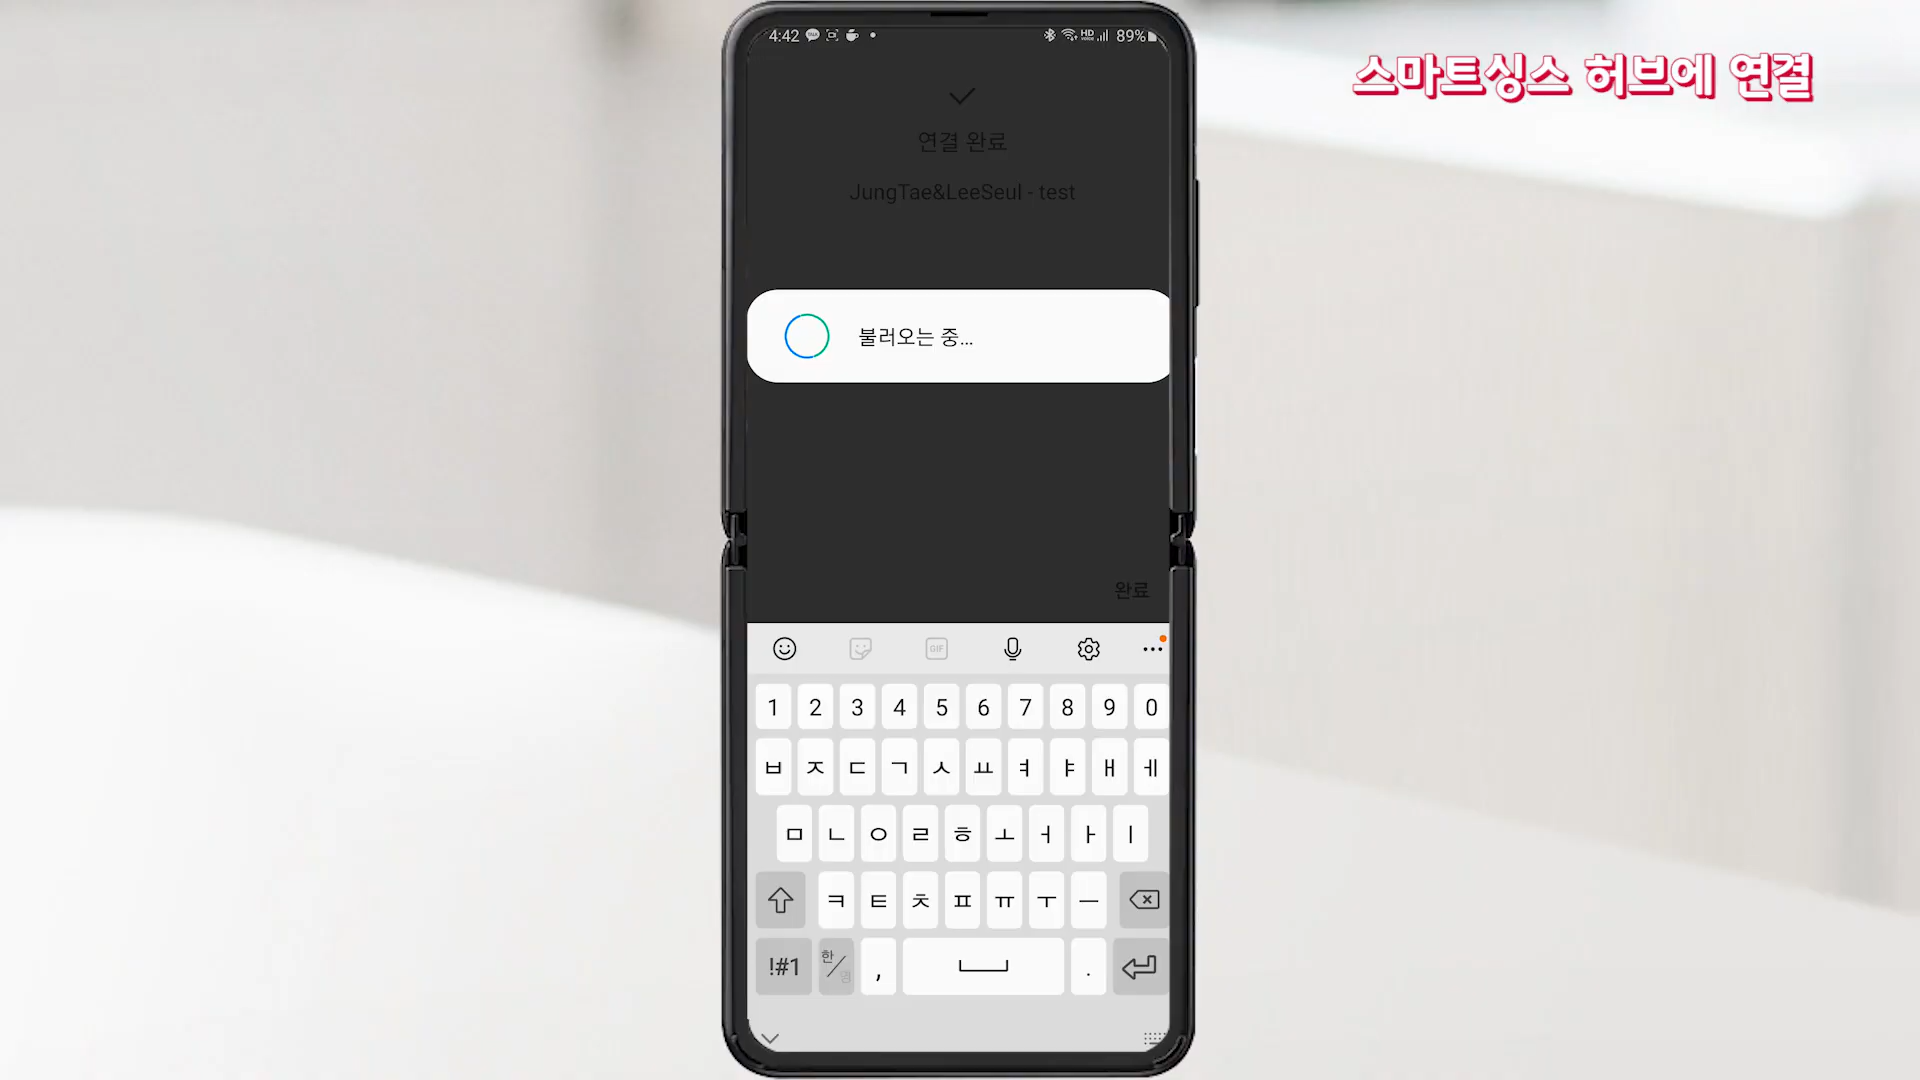 4:42
HD
89%
스마트싱스 허브에 연결
연결 완료
JungTae&LeeSeul - test
불러오는 중...
완료
GIF
1 2 3 4 5 6 7 8 9 0
ㅂ ㅈ ㄷ ㄱ ㅅ ㅛ ㅕ ㅑ ㅐ ㅔ
ㅁ ㄴ ㅇ ㄹ ㅎ ㅗ ㅓ ㅏ ㅣ
ㅋ ㅌ ㅊ ㅍ ㅠ ㅜ ㅡ
!#1 한/영 , .